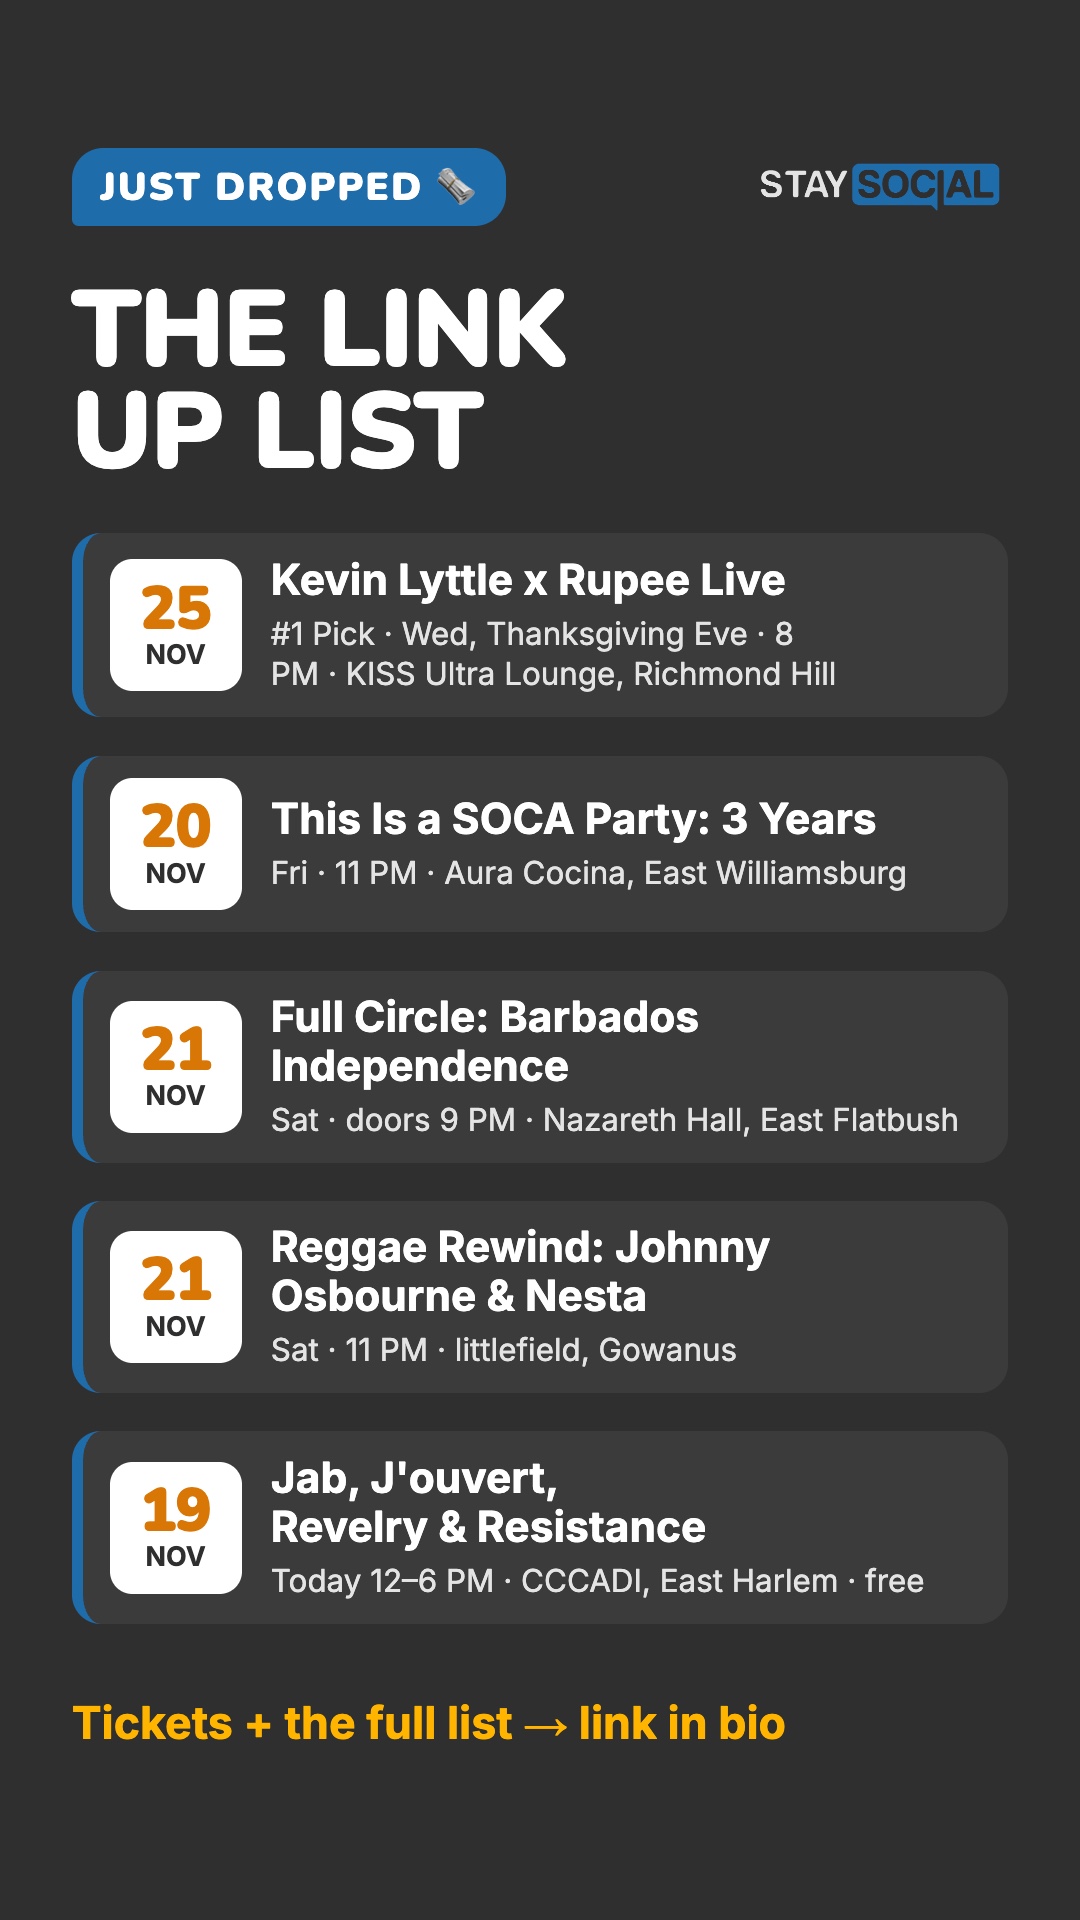 JUST DROPPED 🗞️
STAY SOCIAL
THE LINK
UP LIST
25
NOV
Kevin Lyttle x Rupee Live
#1 Pick · Wed, Thanksgiving Eve · 8
PM · KISS Ultra Lounge, Richmond Hill
20
NOV
This Is a SOCA Party: 3 Years
Fri · 11 PM · Aura Cocina, East Williamsburg
21
NOV
Full Circle: Barbados
Independence
Sat · doors 9 PM · Nazareth Hall, East Flatbush
21
NOV
Reggae Rewind: Johnny
Osbourne & Nesta
Sat · 11 PM · littlefield, Gowanus
19
NOV
Jab, J'ouvert,
Revelry & Resistance
Today 12–6 PM · CCCADI, East Harlem · free
Tickets + the full list → link in bio